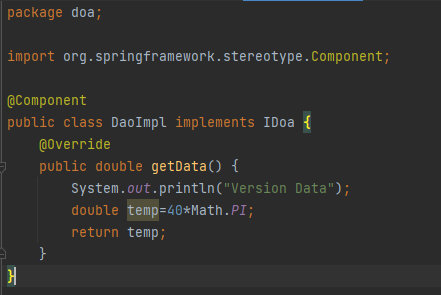 package doa;
import org.springframework.stereotype.Component;
@Component
public class DaoImpl implements IDoa {
@Override
public double getData() {
System.out.println("Version Data");
double temp=40*Math.PI;
return temp;
}
}